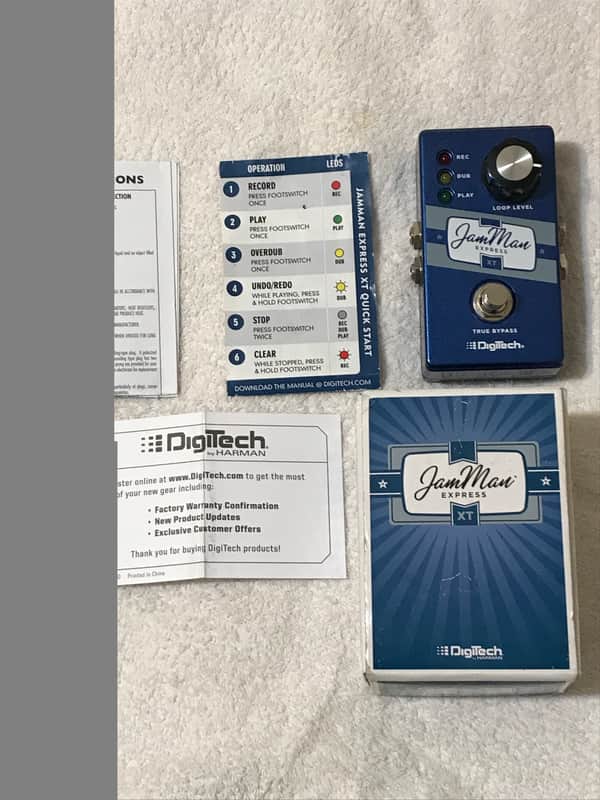 ONS
CTION
OPERATION LEDS
1 RECORD
PRESS FOOTSWITCH
ONCE
REC
2 PLAY
PRESS FOOTSWITCH
ONCE
PLAY
3 OVERDUB
PRESS FOOTSWITCH
ONCE
DUB
4 UNDO/REDO
WHILE PLAYING, PRESS
& HOLD FOOTSWITCH
DUB
5 STOP
PRESS FOOTSWITCH
TWICE
REC
DUB
PLAY
6 CLEAR
WHILE STOPPED, PRESS
& HOLD FOOTSWITCH
REC
JAMMAN EXPRESS XT QUICK START
DOWNLOAD THE MANUAL @ DIGITECH.COM
REC
DUB
PLAY
LOOP LEVEL
JamMan
EXPRESS
XT
TRUE BYPASS
DigiTech
DigiTech
by HARMAN
ster online at www.DigiTech.com to get the most
of your new gear including:
• Factory Warranty Confirmation
• New Product Updates
• Exclusive Customer Offers
Thank you for buying DigiTech products!
Printed in China
JamMan
EXPRESS
XT
DigiTech
by HARMAN